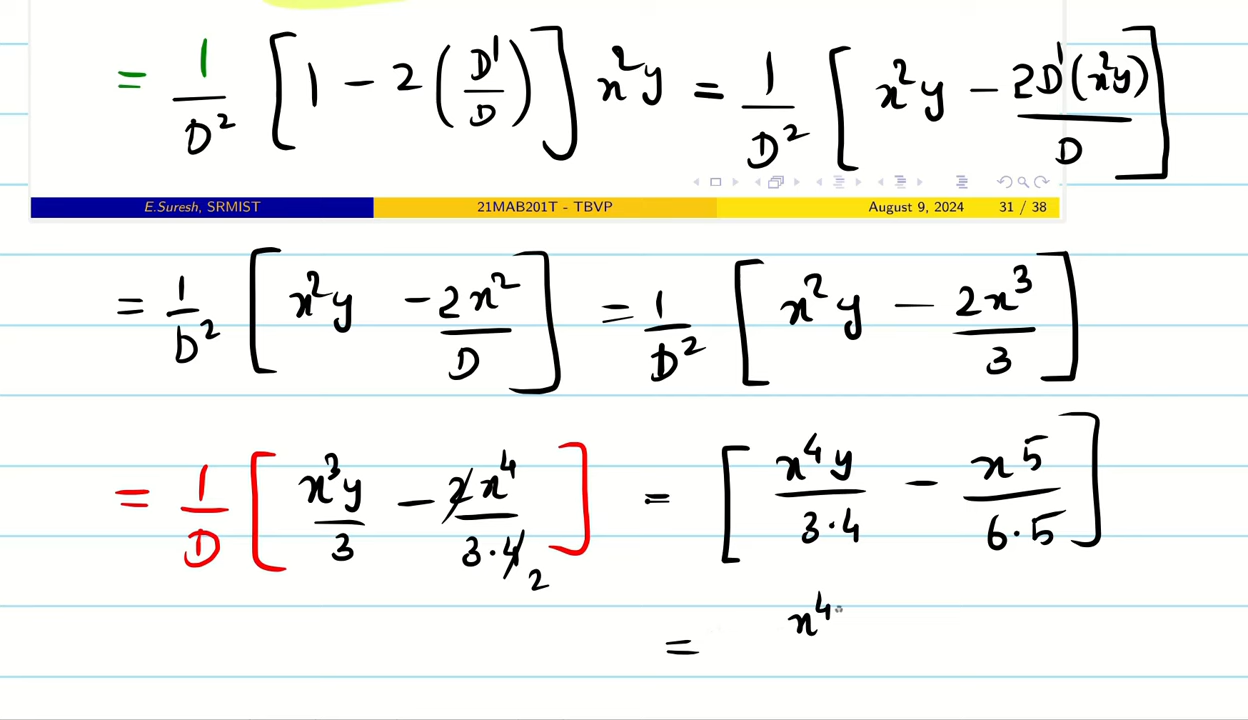 = 1/D² [1 − 2(D'/D)] x²y = 1/D² [x²y − 2D'(x²y)/D]
E.Suresh, SRMIST 21MAB201T - TBVP August 9, 2024 31 / 38
= 1/D² [x²y − 2x²/D] = 1/D² [x²y − 2x³/3]
= 1/D [x³y/3 − 2x⁴/3·4 2] = [x⁴y/3·4 − x⁵/6·5]
= x⁴